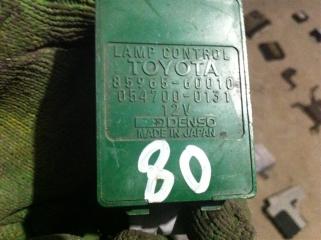 LAMP CONTROL
TOYOTA
85965-60010
054700-0131
12V
DENSO
MADE IN JAPAN
80